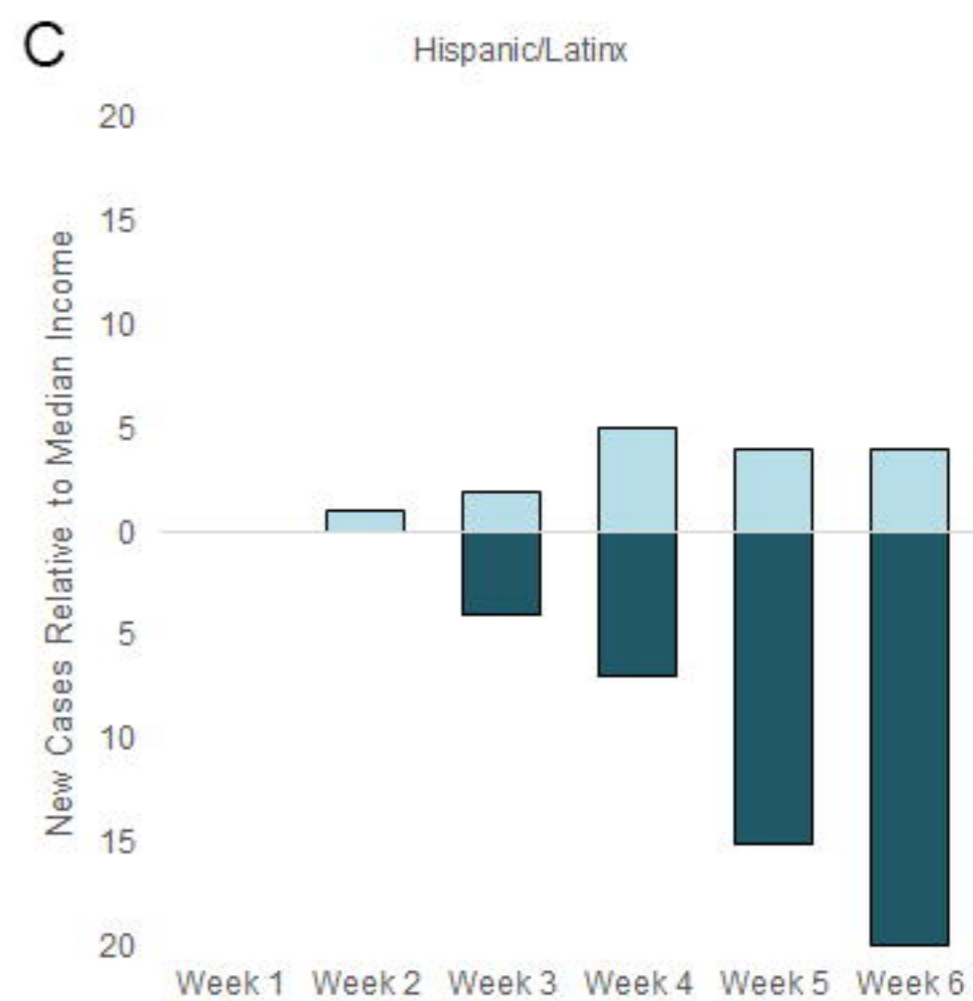 C
Hispanic/Latinx
New Cases Relative to Median Income
20
15
10
5
0
5
10
15
20
Week 1 Week 2 Week 3 Week 4 Week 5 Week 6